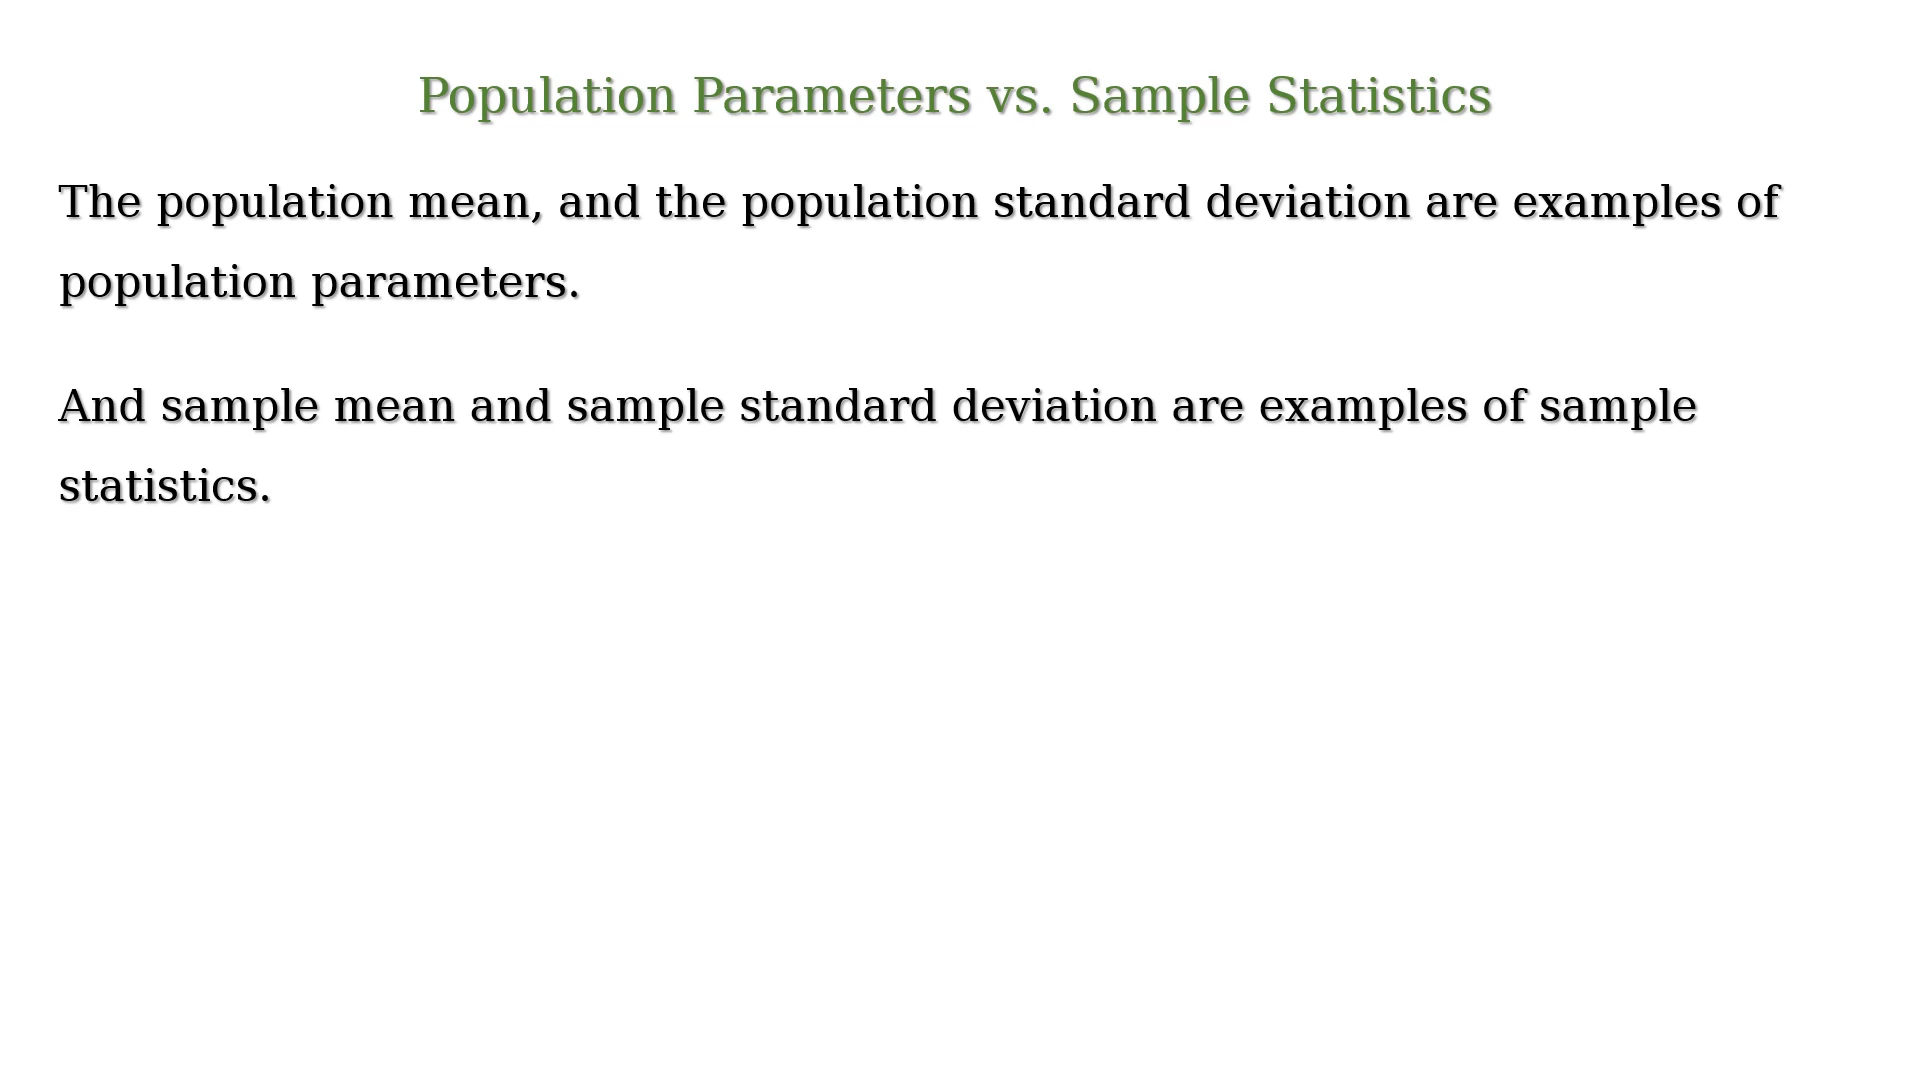 Population Parameters vs. Sample Statistics
The population mean, and the population standard deviation are examples of
population parameters.
And sample mean and sample standard deviation are examples of sample
statistics.